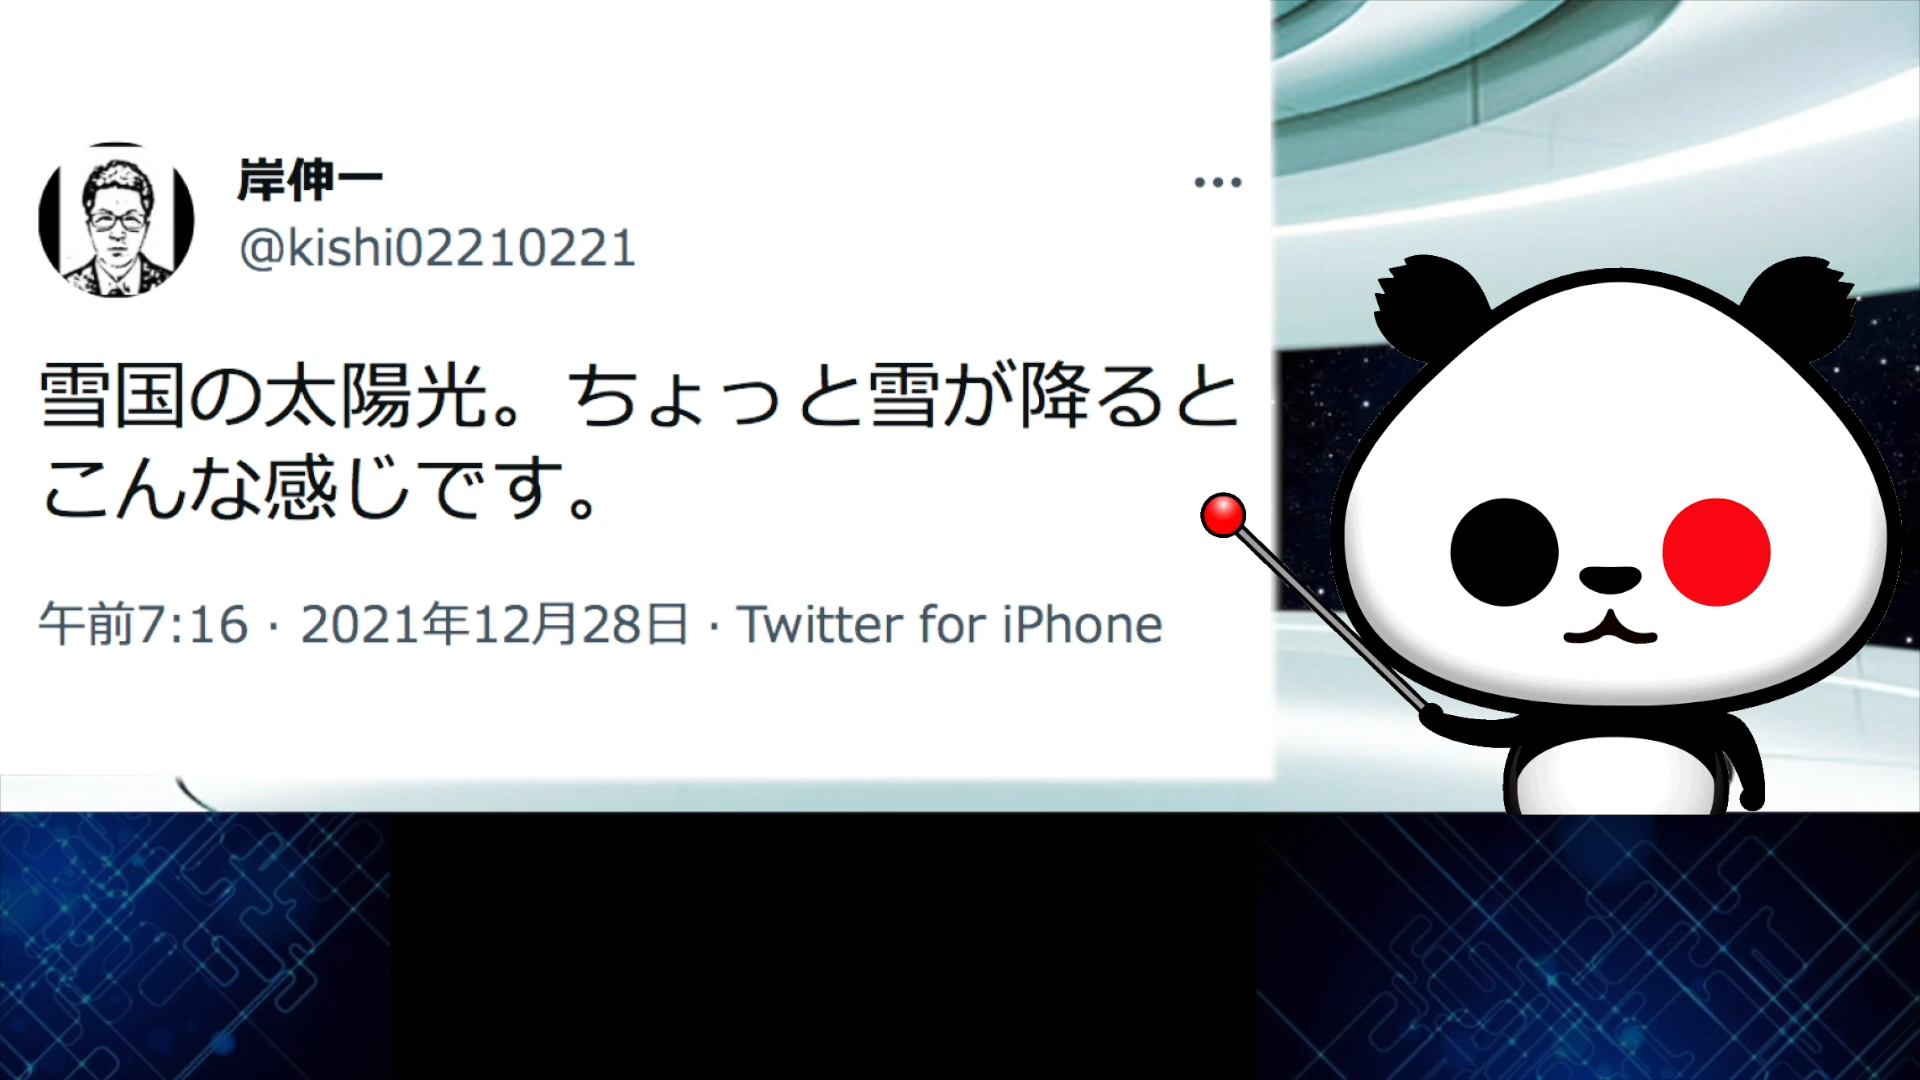 岸伸一
@kishi02210221
雪国の太陽光。ちょっと雪が降ると
こんな感じです。
午前7:16 · 2021年12月28日 · Twitter for iPhone